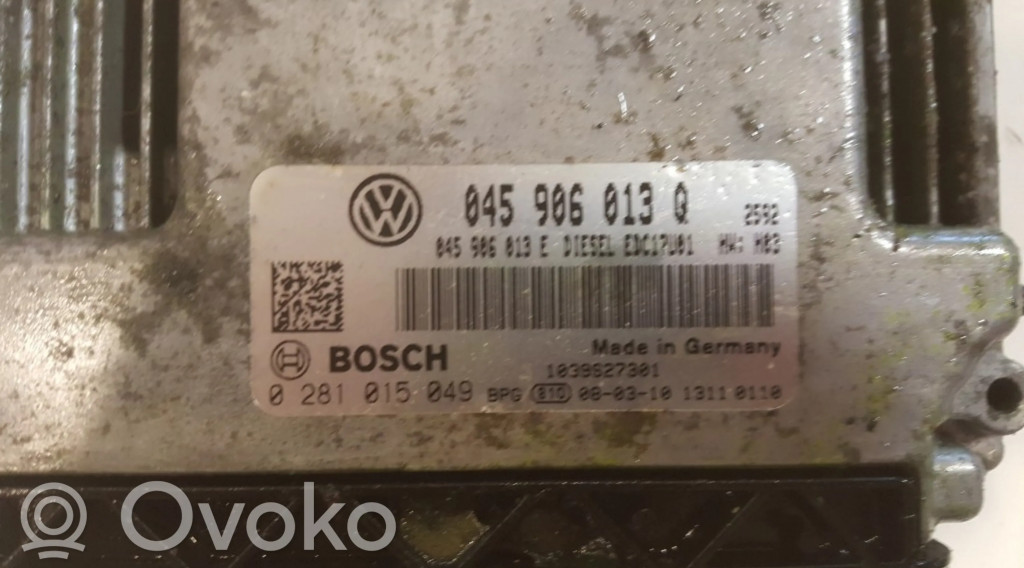 045 906 013 Q 2592
045 906 013 E DIESEL EDC17U01 HW: H03
Made in Germany
BOSCH 1039S27301
0 281 015 049 BPG 810 08-03-10 1311 0110
Ovoko